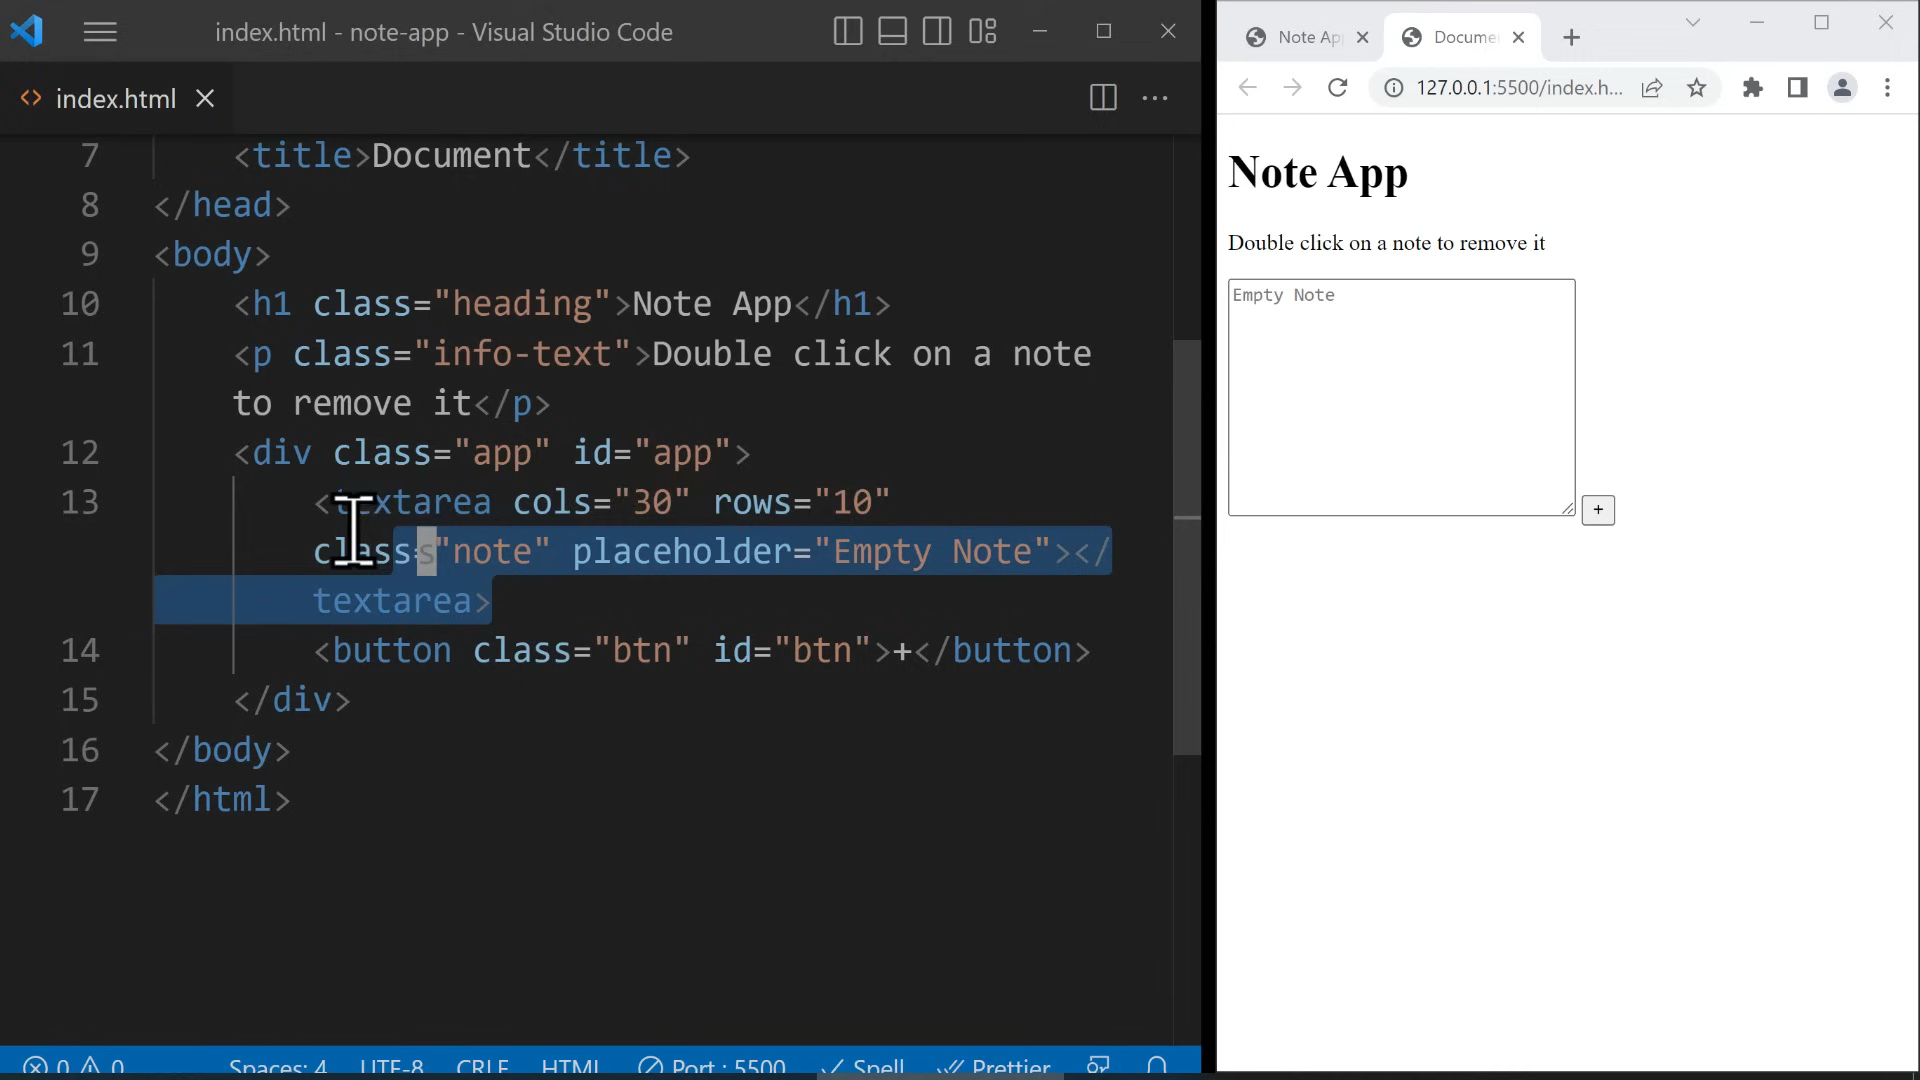 index.html - note-app - Visual Studio Code
index.html
7 <title>Document</title>
8 </head>
9 <body>
10 <h1 class="heading">Note App</h1>
11 <p class="info-text">Double click on a note
to remove it</p>
12 <div class="app" id="app">
13 <textarea cols="30" rows="10"
class="note" placeholder="Empty Note"></
textarea>
14 <button class="btn" id="btn">+</button>
15 </div>
16 </body>
17 </html>
0 0 Spaces: 4 UTF-8 CRLF HTML Port : 5500 Spell Prettier
Note Ap
Docume
127.0.0.1:5500/index.h...
Note App
Double click on a note to remove it
Empty Note
+